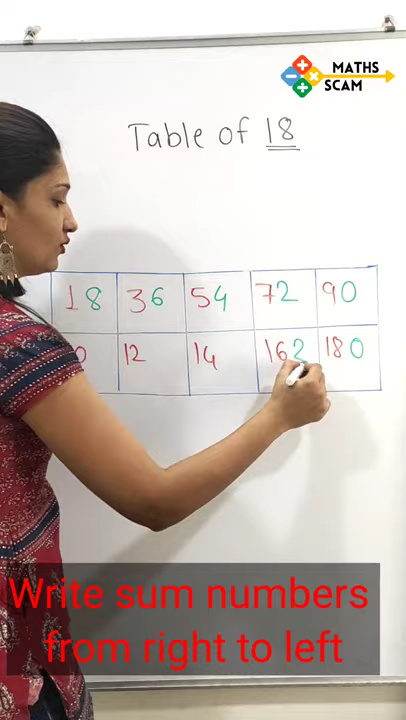 MATHS
SCAM
Table of 18
18 36 54 72 90
0 12 14 162 180
Write sum numbers
from right to left